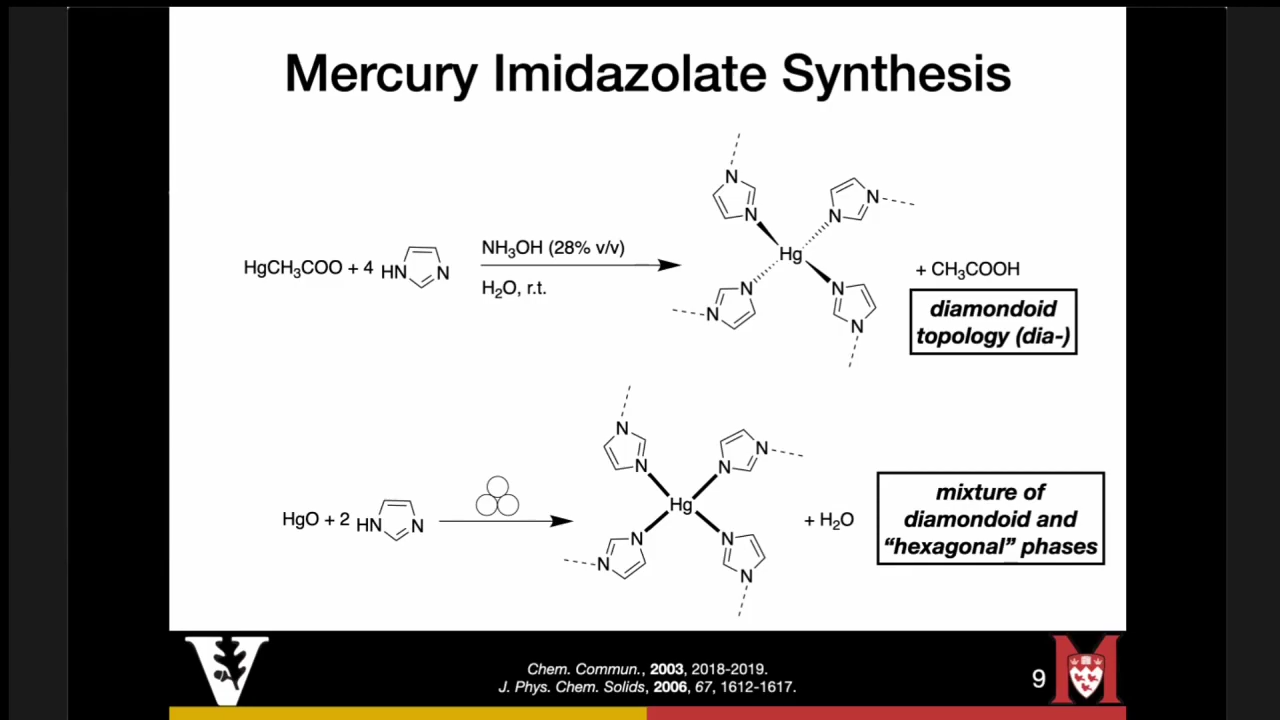 Mercury Imidazolate Synthesis
N
N
N
N
NH₃OH (28% v/v)
Hg
HgCH₃COO + 4
HN
N
+ CH₃COOH
H₂O, r.t.
N
N
N
N
diamondoid
topology (dia-)
N
N
N
N
Hg
mixture of
diamondoid and
"hexagonal" phases
HgO + 2
HN
N
+ H₂O
N
N
N
N
Chem. Commun., 2003, 2018-2019.
J. Phys. Chem. Solids, 2006, 67, 1612-1617.
9